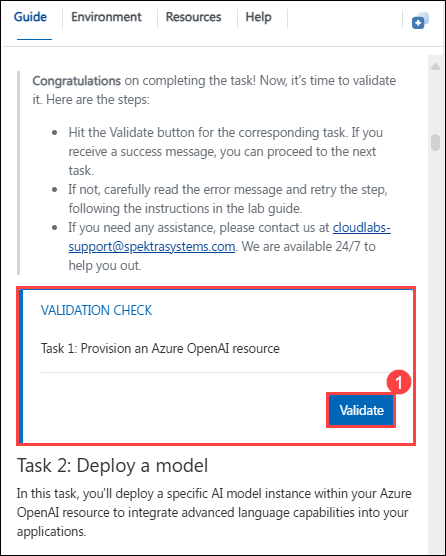 Guide Environment Resources Help
Congratulations on completing the task! Now, it's time to validate
it. Here are the steps:
• Hit the Validate button for the corresponding task. If you
receive a success message, you can proceed to the next
task.
• If not, carefully read the error message and retry the step,
following the instructions in the lab guide.
• If you need any assistance, please contact us at cloudlabs-
support@spektrasystems.com. We are available 24/7 to
help you out.
VALIDATION CHECK
Task 1: Provision an Azure OpenAI resource
1
Validate
Task 2: Deploy a model
In this task, you'll deploy a specific AI model instance within your Azure
OpenAI resource to integrate advanced language capabilities into your
applications.